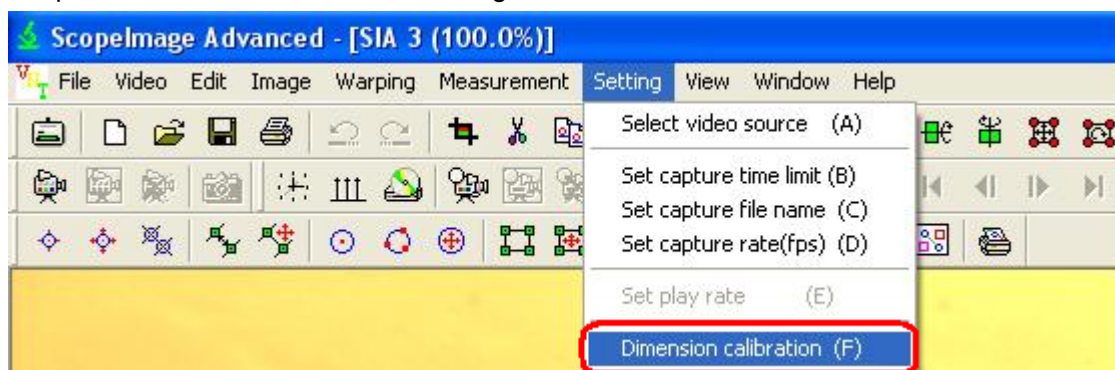 ScopeImage Advanced - [SIA 3 (100.0%)]
File Video Edit Image Warping Measurement Setting View Window Help
Select video source (A)
Set capture time limit (B)
Set capture file name (C)
Set capture rate(fps) (D)
Set play rate (E)
Dimension calibration (F)